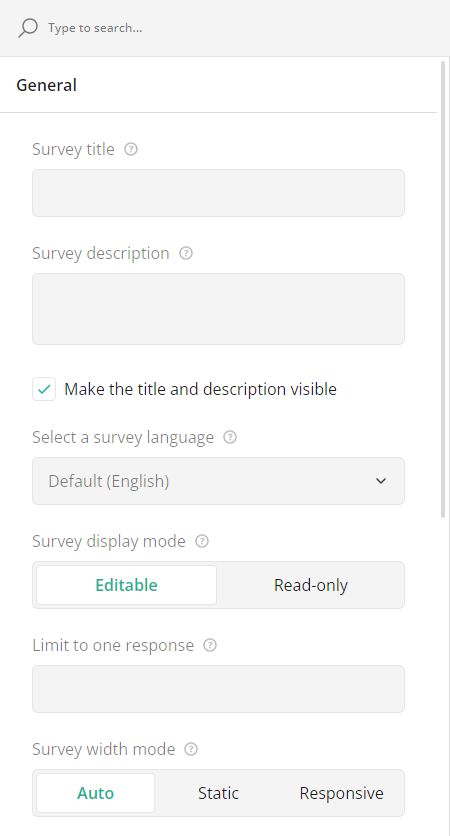 Type to search...
General
Survey title ?
Survey description ?
Make the title and description visible
Select a survey language ?
Default (English)
Survey display mode ?
Editable Read-only
Limit to one response ?
Survey width mode ?
Auto Static Responsive